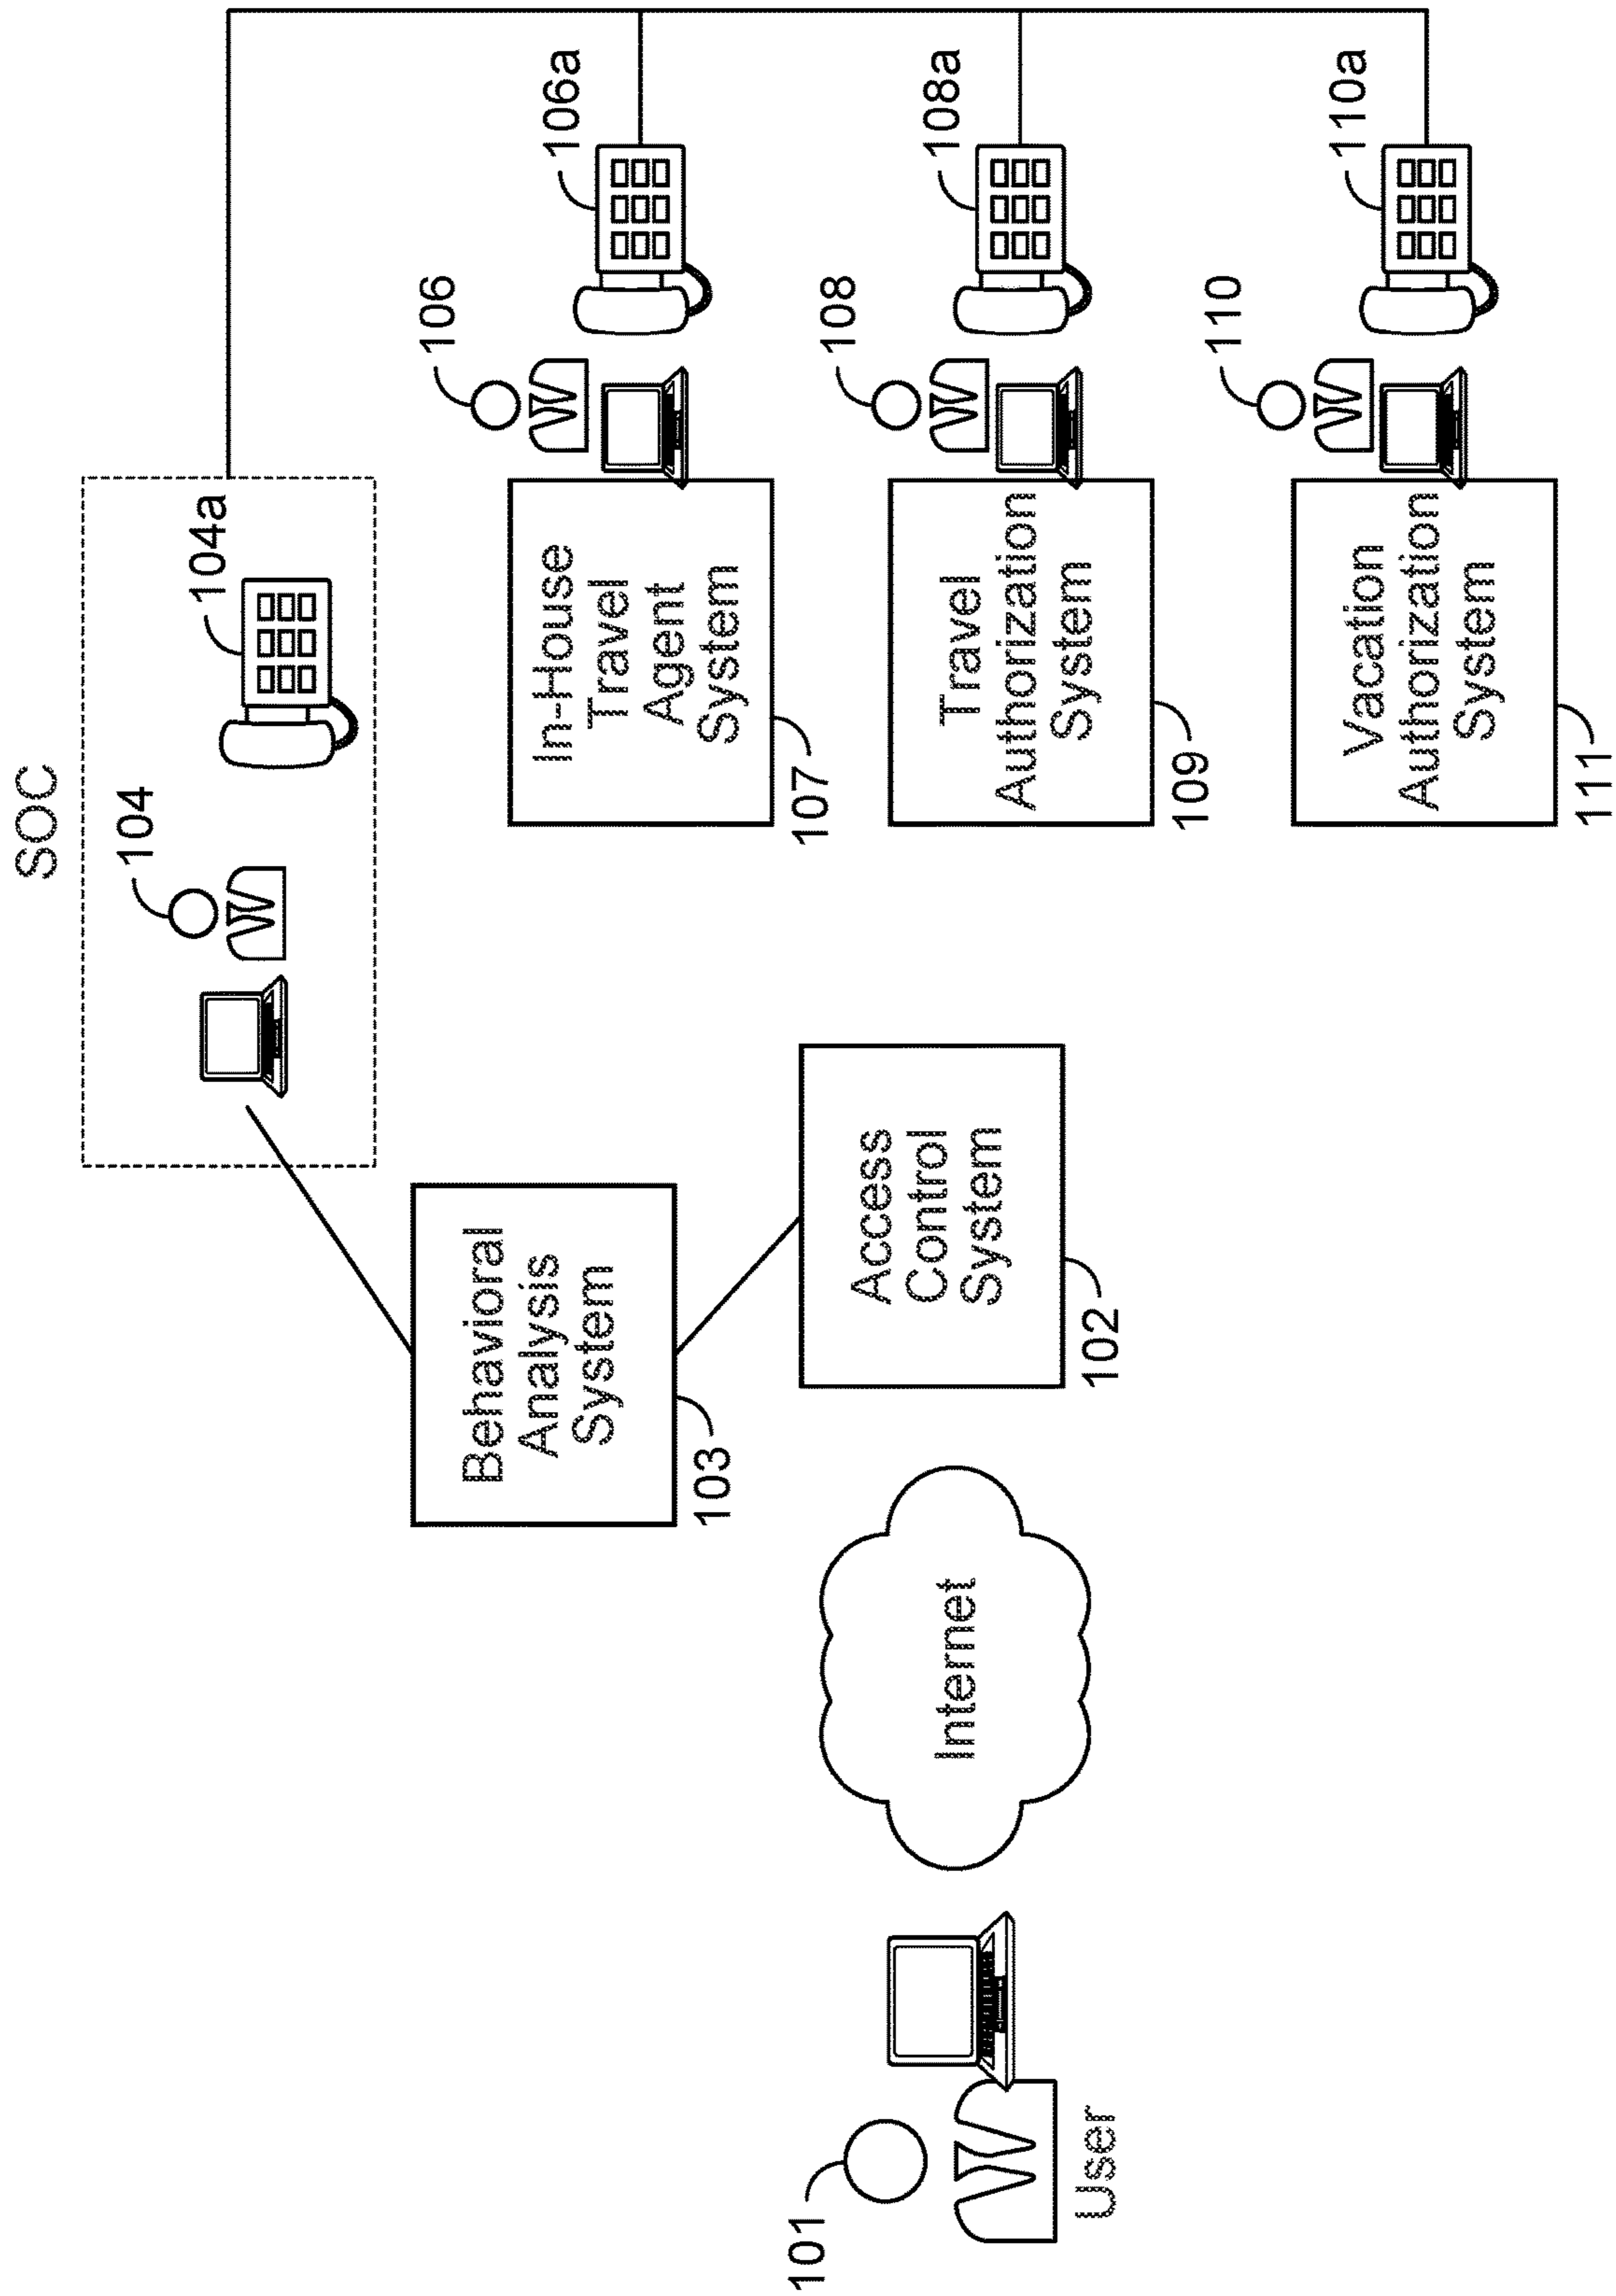 SOC
104
104a
Behavioral
Analysis
System
103
106
106a
In-House
Travel
Agent
System
107
Access
Control
System
102
101
User
Internet
108
108a
Travel
Authorization
System
109
110
110a
Vacation
Authorization
System
111